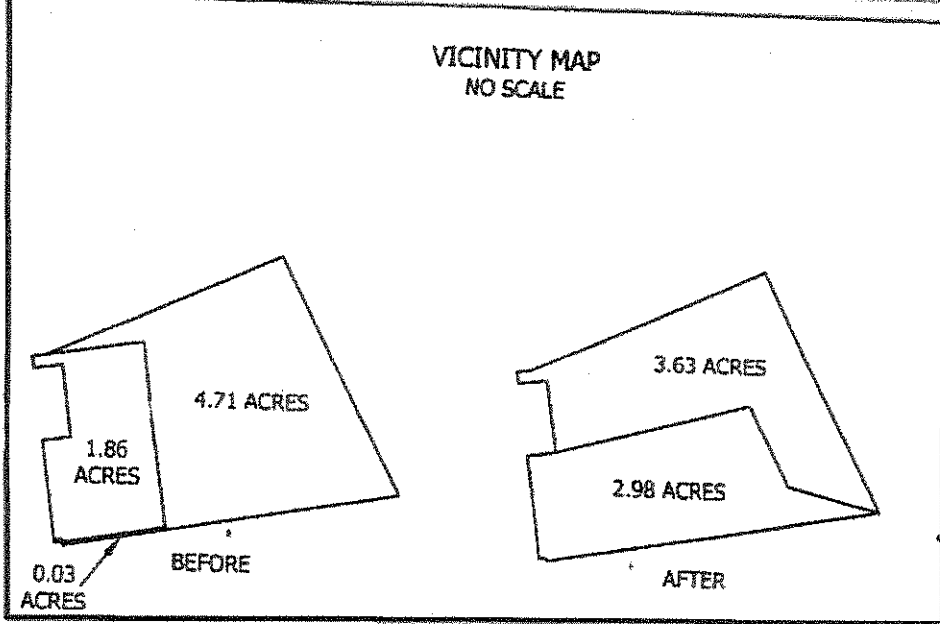 VICINITY MAP
NO SCALE
4.71 ACRES
1.86
ACRES
0.03
ACRES
BEFORE
3.63 ACRES
2.98 ACRES
AFTER